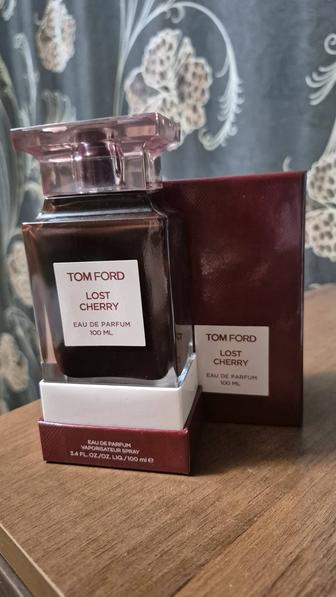 TOM FORD
LOST
CHERRY
EAU DE PARFUM
100 ML
TOM FORD
LOST
CHERRY
EAU DE PARFUM
100 ML
EAU DE PARFUM
VAPORISATEUR SPRAY
3.4 FL. OZ./OZ. LIQ./100 ml ℮